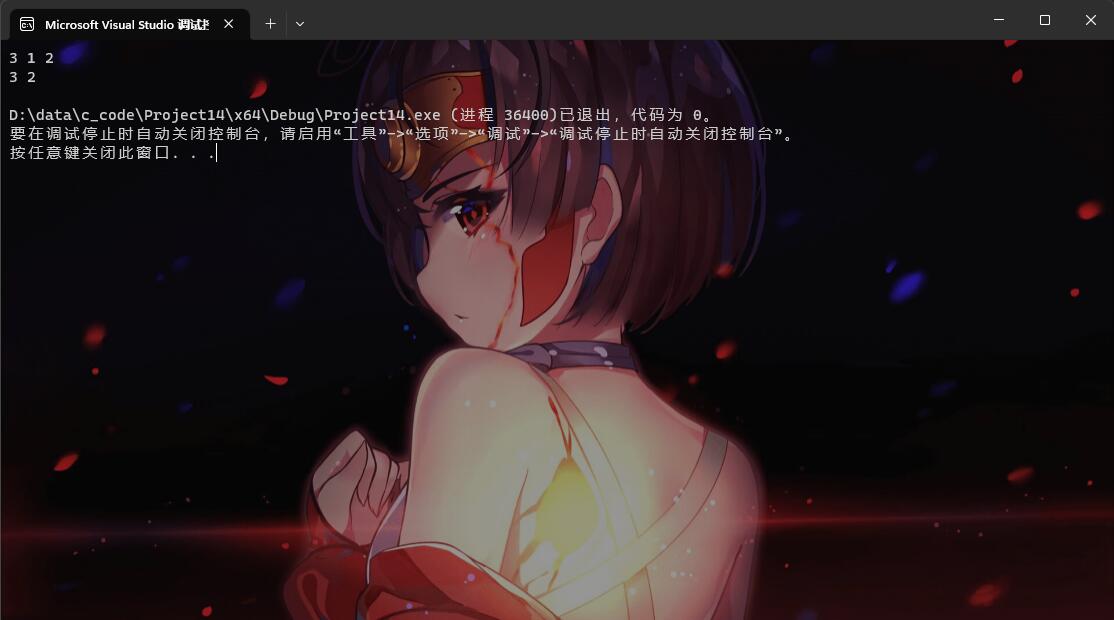 Microsoft Visual Studio 调试
3 1 2
3 2
D:\data\c_code\Project14\x64\Debug\Project14.exe (进程 36400)已退出，代码为 0。
要在调试停止时自动关闭控制台，请启用“工具”->“选项”->“调试”->“调试停止时自动关闭控制台”。
按任意键关闭此窗口. . .